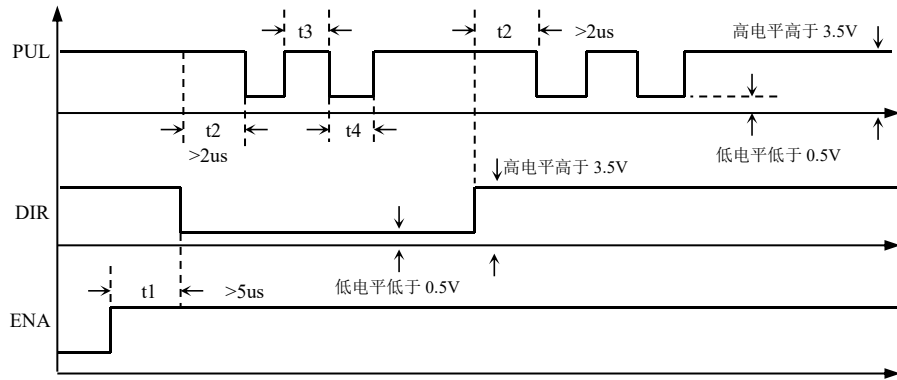 t3
t2
>2us
高电平高于 3.5V
PUL
t2
t4
>2us
低电平低于 0.5V
高电平高于 3.5V
DIR
低电平低于 0.5V
t1
>5us
ENA